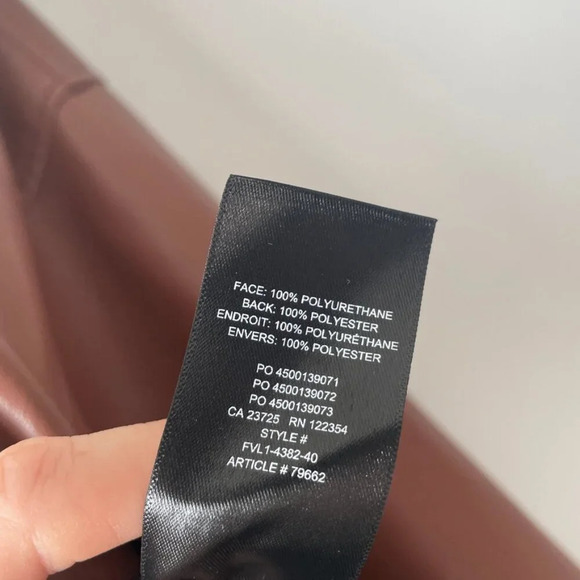 FACE: 100% POLYURETHANE
BACK: 100% POLYESTER
ENDROIT: 100% POLYURÉTHANE
ENVERS: 100% POLYESTER
PO 4500139071
PO 4500139072
PO 4500139073
CA 23725 RN 122354
STYLE #
FVL1-4382-40
ARTICLE # 79662